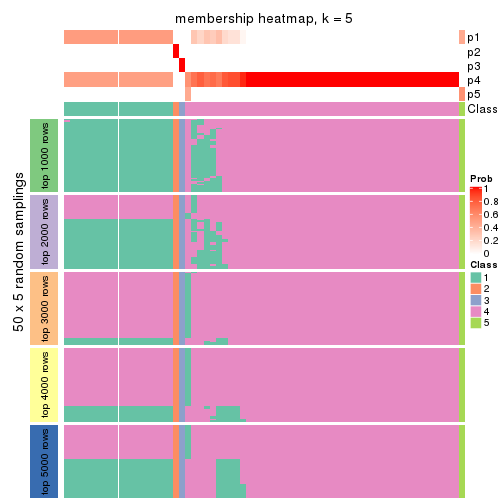 membership heatmap, k = 5
p1
p2
p3
p4
p5
Class
50 x 5 random samplings
top 1000 rows
top 2000 rows
top 3000 rows
top 4000 rows
top 5000 rows
Prob
1
0.8
0.6
0.4
0.2
0
Class
1
2
3
4
5